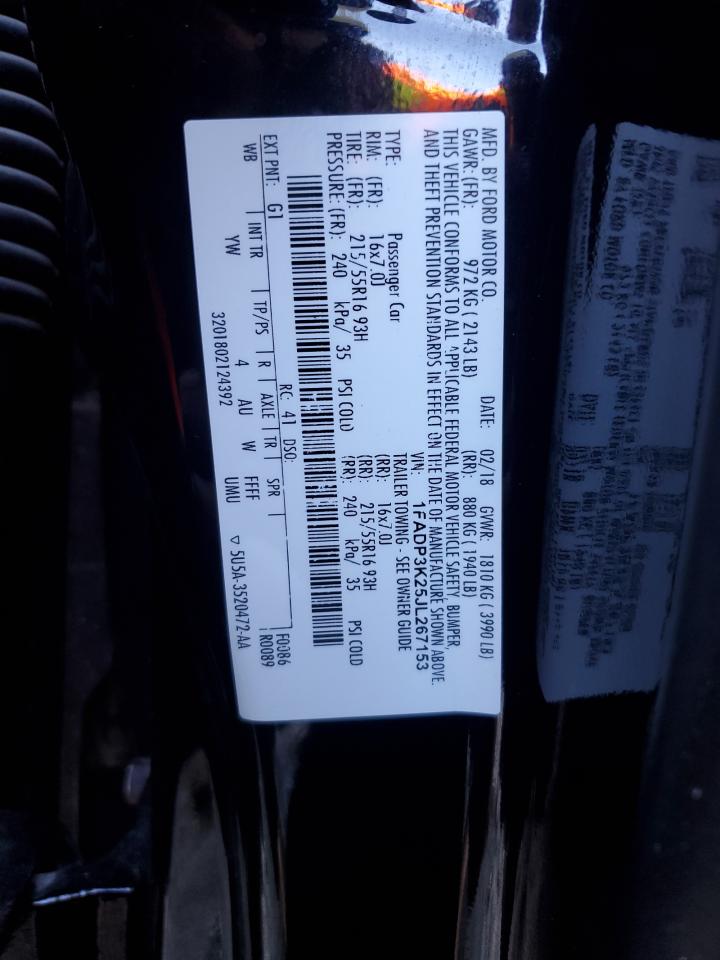 MFD. BY FORD MOTOR CO.
DATE: 02/18 GVWR: 1810 KG ( 3990 LB)
GAWR: (FR): 972 KG ( 2143 LB) (RR): 880 KG ( 1940 LB)
THIS VEHICLE CONFORMS TO ALL APPLICABLE FEDERAL MOTOR VEHICLE SAFETY, BUMPER,
AND THEFT PREVENTION STANDARDS IN EFFECT ON THE DATE OF MANUFACTURE SHOWN ABOVE.
VIN: 1FADP3K25JL267153
TYPE: Passenger Car TRAILER TOWING - SEE OWNER GUIDE
RIM: (FR): 16x7.0J (RR): 16x7.0J
TIRE: (FR): 215/55R16 93H (RR): 215/55R16 93H
PRESSURE: (FR): 240 kPa/ 35 PSI COLD (RR): 240 kPa/ 35 PSI COLD
RC: 41 DSO: F0086
EXT PNT: G1 INT TR TP/PS R AXLE TR SPR R0089
WB YW 4 AU W FFFF UMU
3201802124392 ▽ 5U5A-3520472-AA